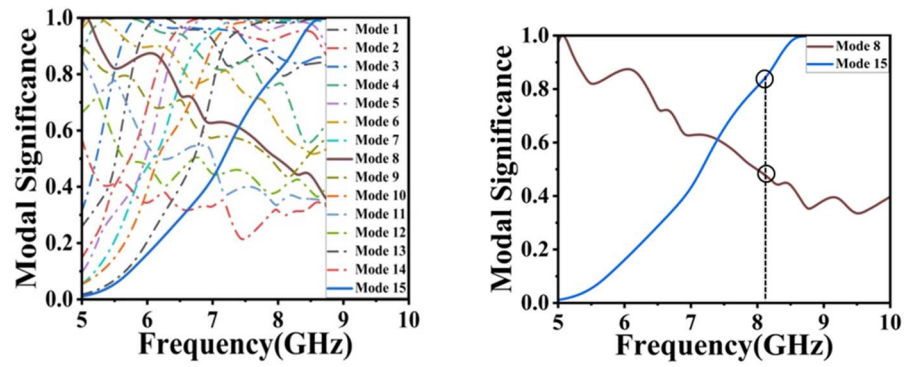 Modal Significance
1.0
0.8
0.6
0.4
0.2
0.0
5
6
7
8
9
10
Frequency(GHz)
Mode 1
Mode 2
Mode 3
Mode 4
Mode 5
Mode 6
Mode 7
Mode 8
Mode 9
Mode 10
Mode 11
Mode 12
Mode 13
Mode 14
Mode 15
Modal Significance
1.0
0.8
0.6
0.4
0.2
0.0
5
6
7
8
9
10
Frequency(GHz)
Mode 8
Mode 15